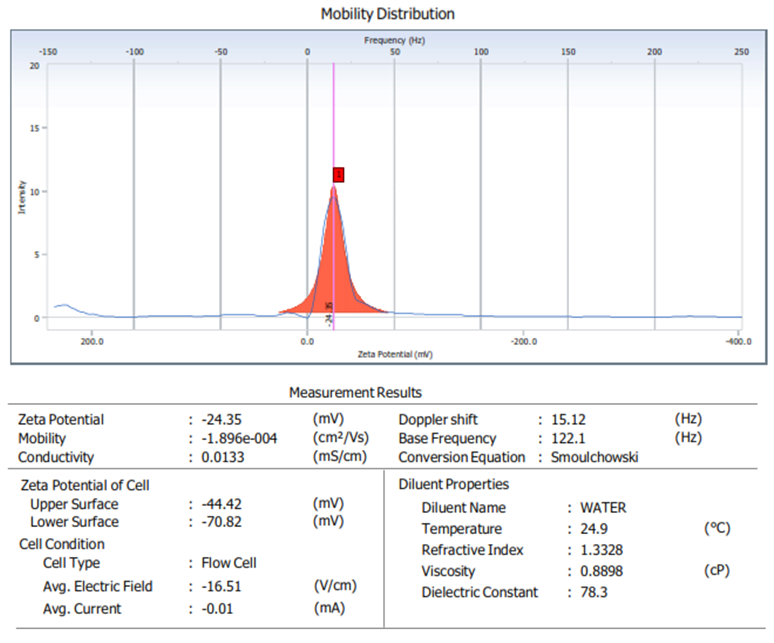 Mobility Distribution
Frequency (Hz)
-150 -100 -50 0 50 100 150 200 250
20
15
10
5
0
Intensity
1
-24.35
200.0 0.0 -200.0 -400.0
Zeta Potential (mV)
Measurement Results
Zeta Potential : -24.35 (mV) Doppler shift : 15.12 (Hz)
Mobility : -1.896e-004 (cm²/Vs) Base Frequency : 122.1 (Hz)
Conductivity : 0.0133 (mS/cm) Conversion Equation : Smoulchowski
Zeta Potential of Cell
Upper Surface : -44.42 (mV)
Lower Surface : -70.82 (mV)
Cell Condition
Cell Type : Flow Cell
Avg. Electric Field : -16.51 (V/cm)
Avg. Current : -0.01 (mA)
Diluent Properties
Diluent Name : WATER
Temperature : 24.9 (°C)
Refractive Index : 1.3328
Viscosity : 0.8898 (cP)
Dielectric Constant : 78.3